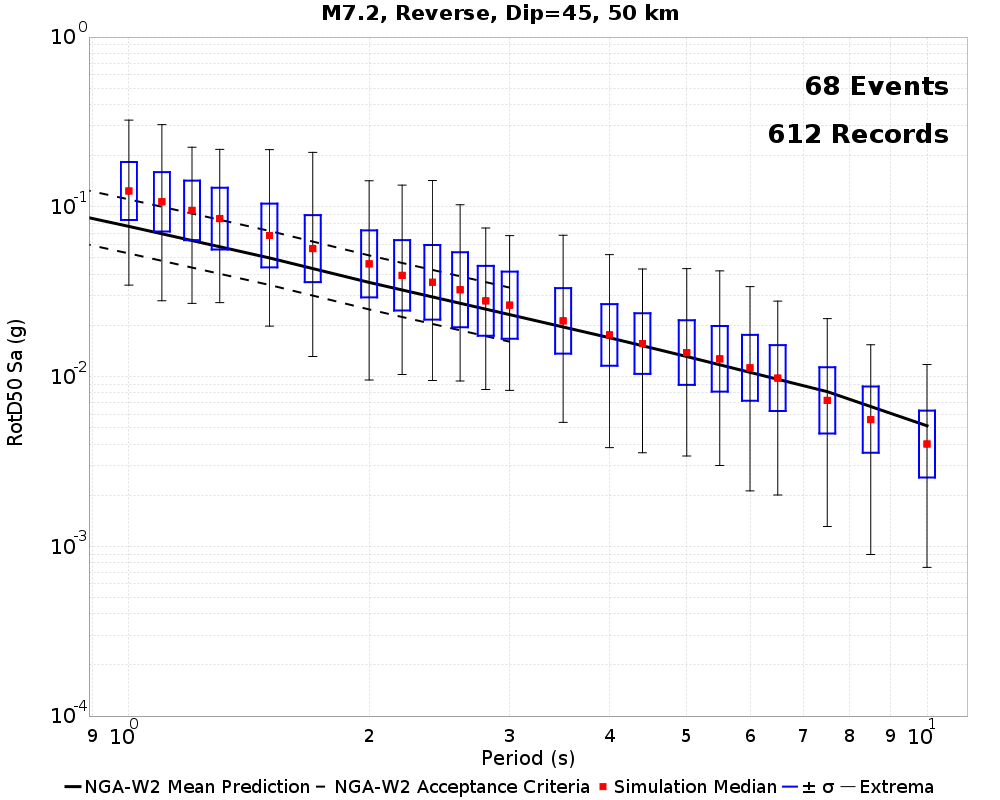 M7.2, Reverse, Dip=45, 50 km
10^0
68 Events
612 Records
10^-1
10^-2
10^-3
10^-4
RotD50 Sa (g)
9 10^0 2 3 4 5 6 7 8 9 10^1
Period (s)
NGA-W2 Mean Prediction NGA-W2 Acceptance Criteria Simulation Median ± σ Extrema